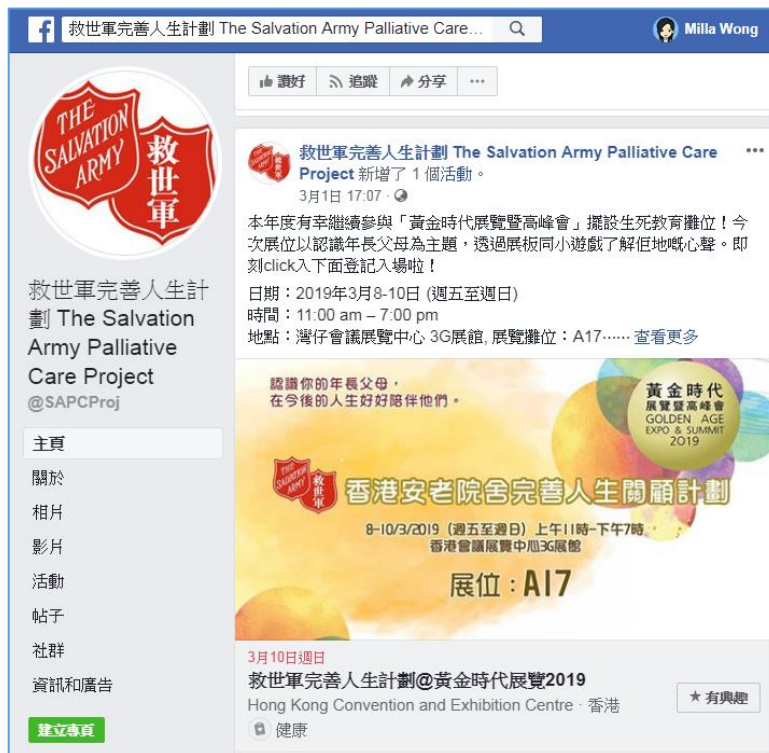 救世軍完善人生計劃 The Salvation Army Palliative Care...
Milla Wong
THE
SALVATION
ARMY
救世軍
救世軍完善人生計
劃 The Salvation
Army Palliative
Care Project
@SAPCProj
主頁
關於
相片
影片
活動
帖子
社群
資訊和廣告
建立專頁
讚好
追蹤
分享
...
救世軍完善人生計劃 The Salvation Army Palliative Care
Project 新增了 1 個活動。
3月1日 17:07
本年度有幸繼續參與「黃金時代展覽暨高峰會」擺設生死教育攤位！今
次展位以認識年長父母為主題，透過展板同小遊戲了解佢地嘅心聲。即
刻click入下面登記入場啦！
日期：2019年3月8-10日 (週五至週日)
時間：11:00 am – 7:00 pm
地點：灣仔會議展覽中心 3G展館, 展覽攤位：A17...... 查看更多
認識你的年長父母，
在今後的人生好好陪伴他們。
黃金時代
展覽暨高峰會
GOLDEN AGE
EXPO & SUMMIT
2019
THE
SALVATION
ARMY
救世軍
香港安老院舍完善人生關顧計劃
8-10/3/2019（週五至週日）上午11時-下午7時
香港會議展覽中心3G展館
展位：A17
3月10日週日
救世軍完善人生計劃@黃金時代展覽2019
Hong Kong Convention and Exhibition Centre · 香港
健康
有興趣